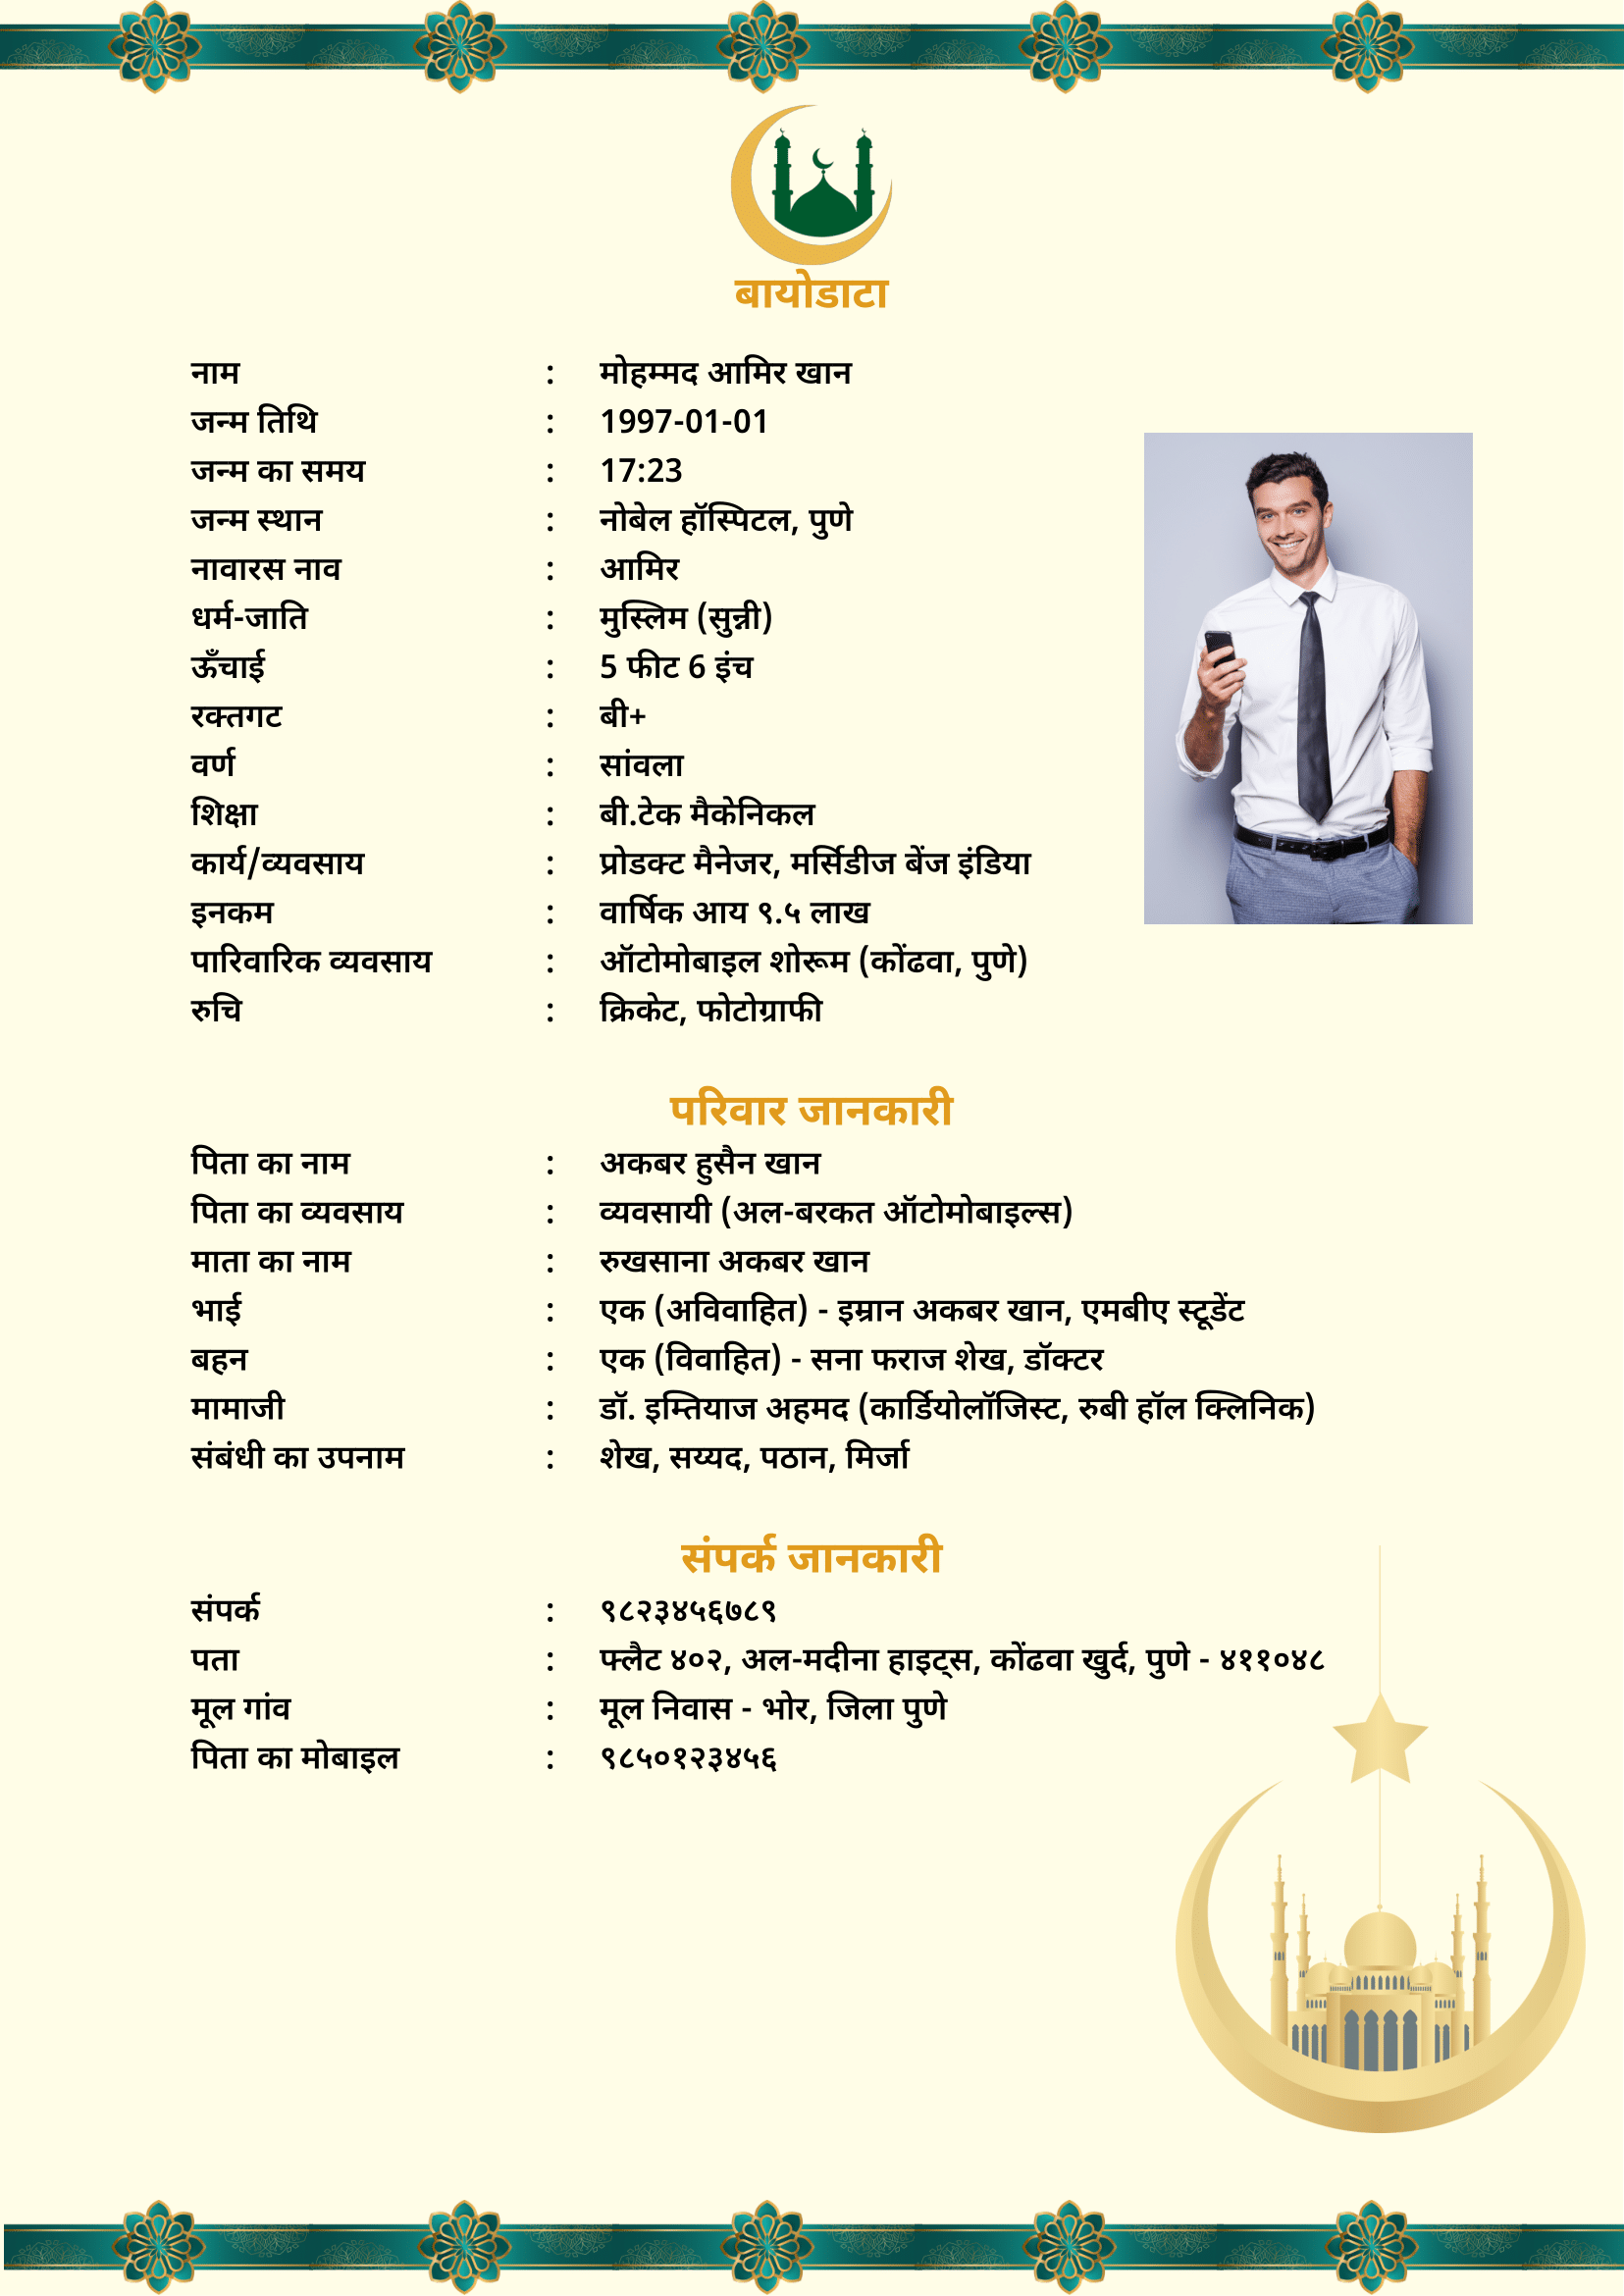 बायोडाटा
नाम : मोहम्मद आमिर खान
जन्म तिथि : 1997-01-01
जन्म का समय : 17:23
जन्म स्थान : नोबेल हॉस्पिटल, पुणे
नावारस नाव : आमिर
धर्म-जाति : मुस्लिम (सुन्नी)
ऊँचाई : 5 फीट 6 इंच
रक्तगट : बी+
वर्ण : सांवला
शिक्षा : बी.टेक मैकेनिकल
कार्य/व्यवसाय : प्रोडक्ट मैनेजर, मर्सिडीज बेंज इंडिया
इनकम : वार्षिक आय ९.५ लाख
पारिवारिक व्यवसाय : ऑटोमोबाइल शोरूम (कोंढवा, पुणे)
रुचि : क्रिकेट, फोटोग्राफी
परिवार जानकारी
पिता का नाम : अकबर हुसैन खान
पिता का व्यवसाय : व्यवसायी (अल-बरकत ऑटोमोबाइल्स)
माता का नाम : रुखसाना अकबर खान
भाई : एक (अविवाहित) - इम्रान अकबर खान, एमबीए स्टूडेंट
बहन : एक (विवाहित) - सना फराज शेख, डॉक्टर
मामाजी : डॉ. इम्तियाज अहमद (कार्डियोलॉजिस्ट, रुबी हॉल क्लिनिक)
संबंधी का उपनाम : शेख, सय्यद, पठान, मिर्जा
संपर्क जानकारी
संपर्क : ९८२३४५६७८९
पता : फ्लैट ४०२, अल-मदीना हाइट्स, कोंढवा खुर्द, पुणे - ४११०४८
मूल गांव : मूल निवास - भोर, जिला पुणे
पिता का मोबाइल : ९८५०१२३४५६